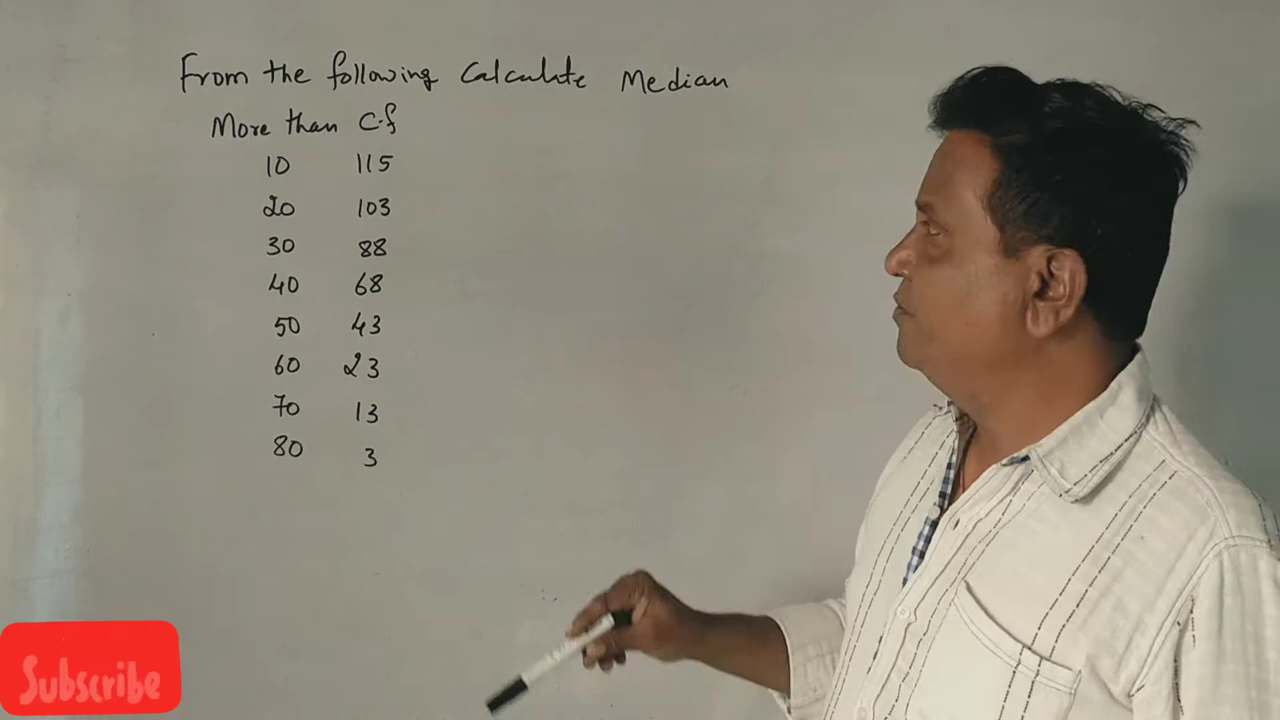 From the following Calculate Median
More than C.f
10 115
20 103
30 88
40 68
50 43
60 23
70 13
80 3
Subscribe